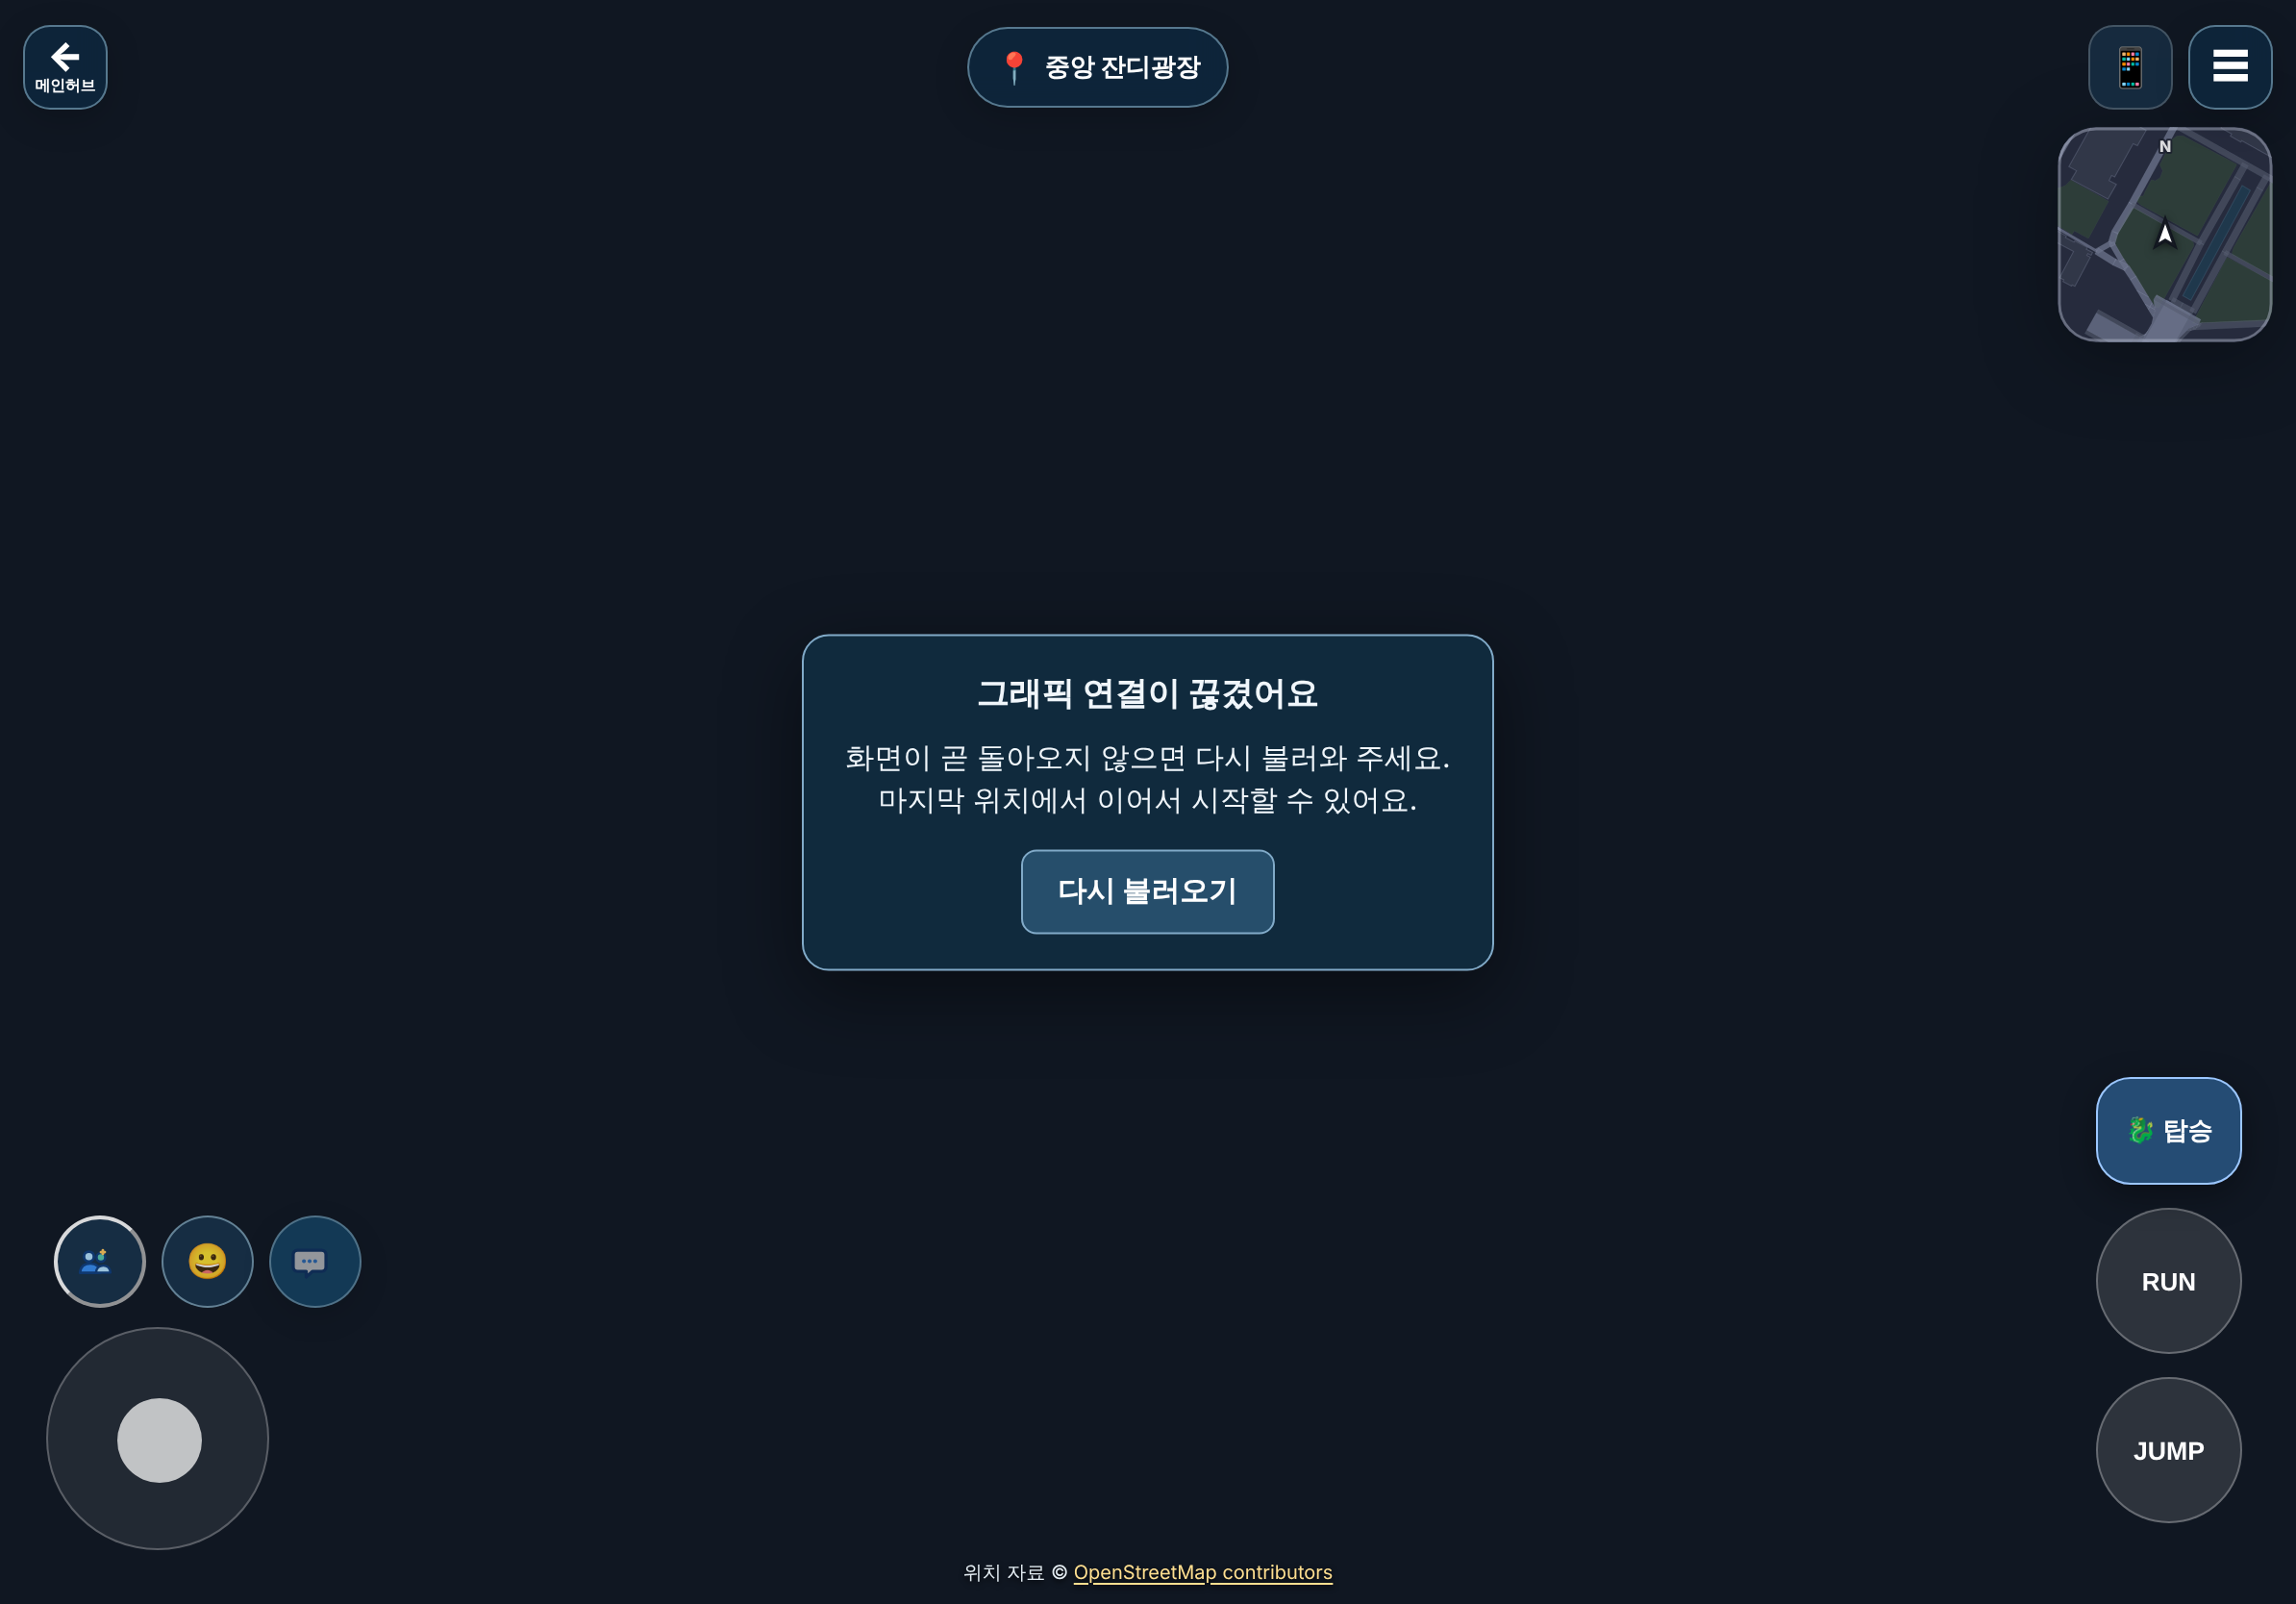 메인허브
📍 중앙 잔디광장
N
그래픽 연결이 끊겼어요
화면이 곧 돌아오지 않으면 다시 불러와 주세요.
마지막 위치에서 이어서 시작할 수 있어요.
다시 불러오기
🐉 탑승
RUN
JUMP
위치 자료 © OpenStreetMap contributors